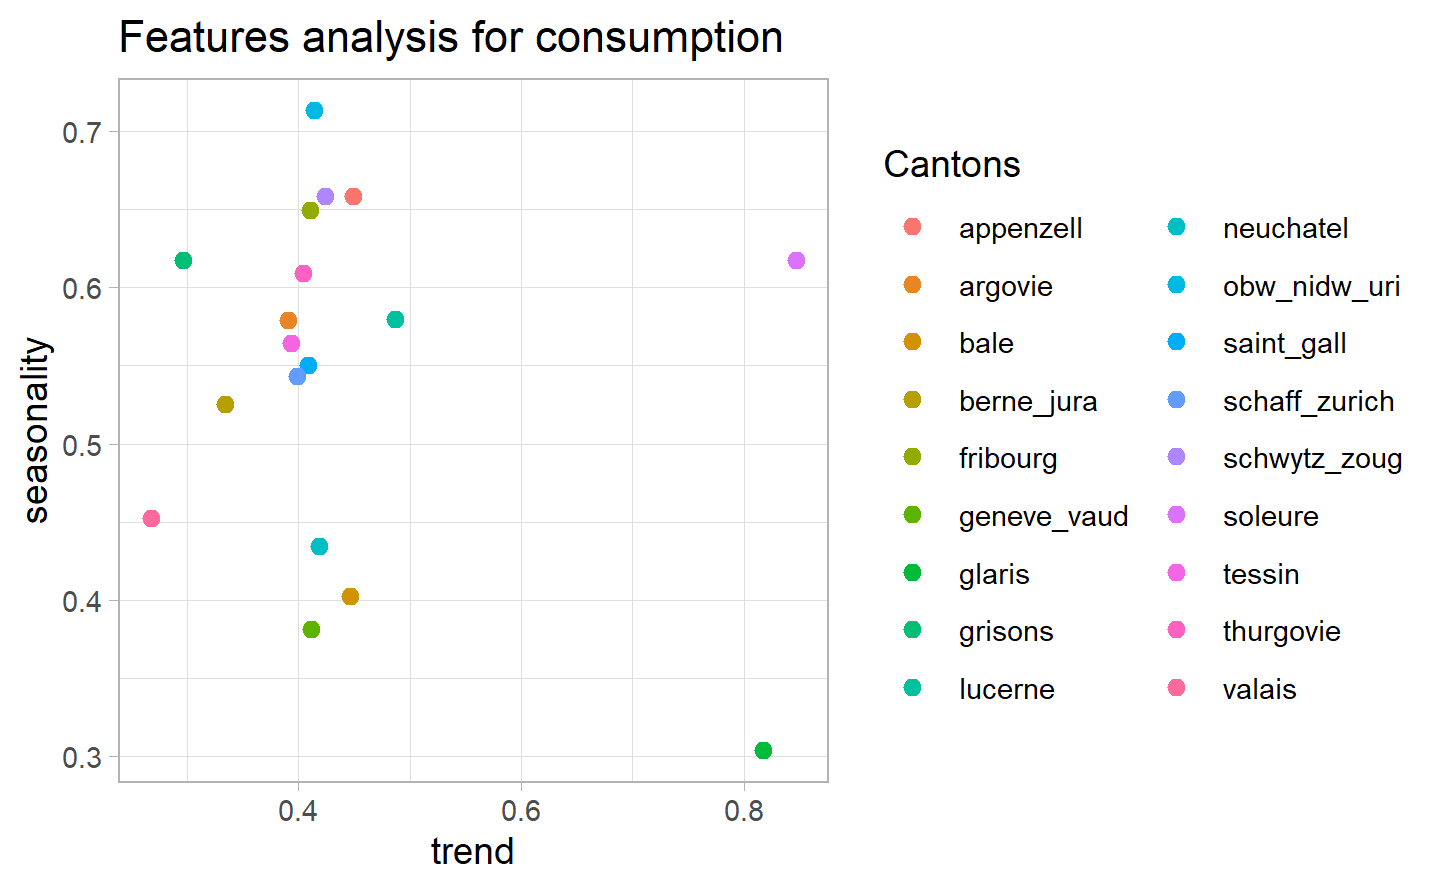 Features analysis for consumption
0.7
0.6
0.5
0.4
0.3
seasonality
0.4 0.6 0.8
trend
Cantons
appenzell
argovie
bale
berne_jura
fribourg
geneve_vaud
glaris
grisons
lucerne
neuchatel
obw_nidw_uri
saint_gall
schaff_zurich
schwytz_zoug
soleure
tessin
thurgovie
valais